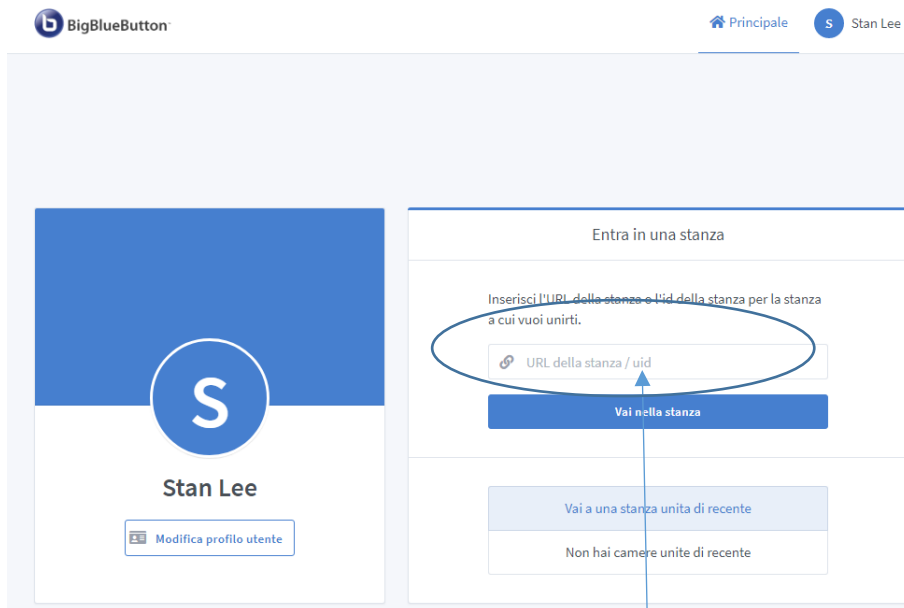 BigBlueButton
Principale
S
Stan Lee
Entra in una stanza
Inserisci l'URL della stanza o l'id della stanza per la stanza
a cui vuoi unirti.
URL della stanza / uid
Vai nella stanza
S
Stan Lee
Modifica profilo utente
Vai a una stanza unita di recente
Non hai camere unite di recente